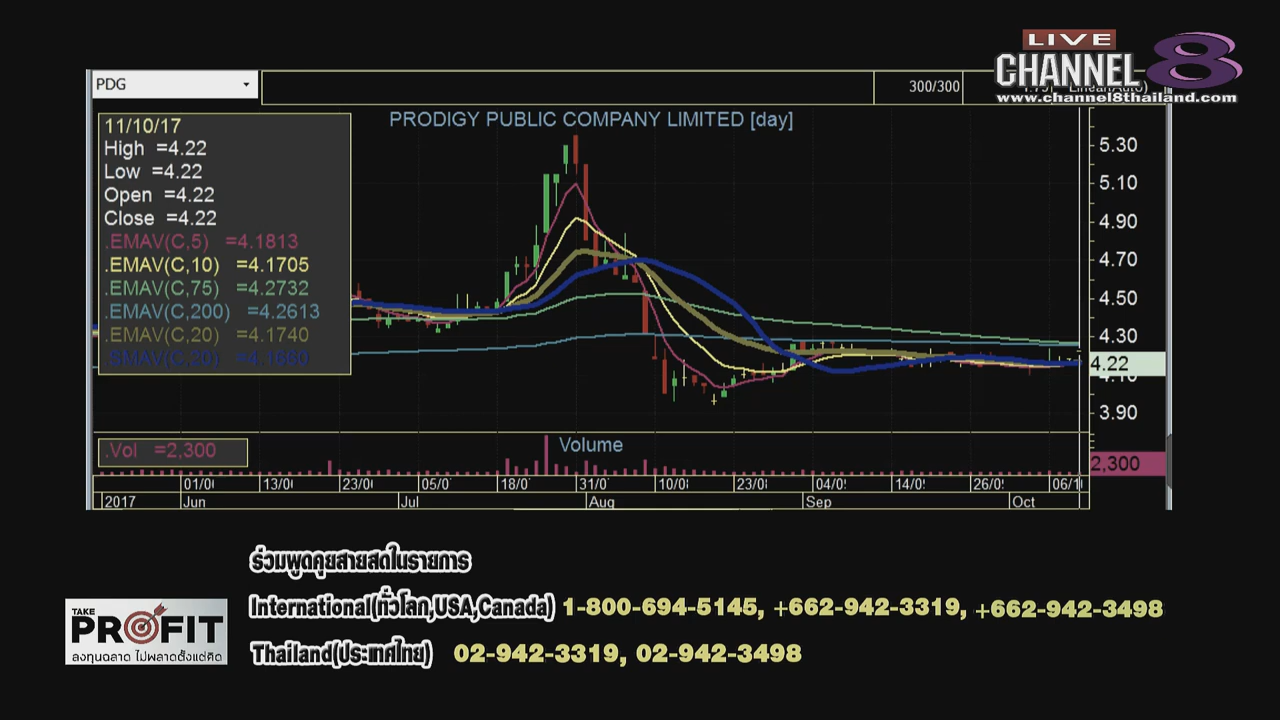 LIVE
CHANNEL 8
www.channel8thailand.com
PDG
300/300
PRODIGY PUBLIC COMPANY LIMITED [day]
11/10/17
High =4.22
Low =4.22
Open =4.22
Close =4.22
.EMAV(C,5) =4.1813
.EMAV(C,10) =4.1705
.EMAV(C,75) =4.2732
.EMAV(C,200) =4.2613
.EMAV(C,20) =4.1740
.SMAV(C,20) =4.1660
5.30
5.10
4.90
4.70
4.50
4.30
4.22
4.10
3.90
.Vol =2,300
Volume
2,300
01/0 13/0 23/0 05/0 18/0 31/0 10/0 23/0 04/0 14/0 26/0 06/1
2017 Jun Jul Aug Sep Oct
ร่วมพูดคุยสายสดในรายการ
International(ทั่วโลก,USA,Canada) 1-800-694-5145, +662-942-3319, +662-942-3498
Thailand(ประเทศไทย) 02-942-3319, 02-942-3498
TAKE
PROFIT
ลงทุนฉลาด ไม่พลาดตั้งแต่คิด